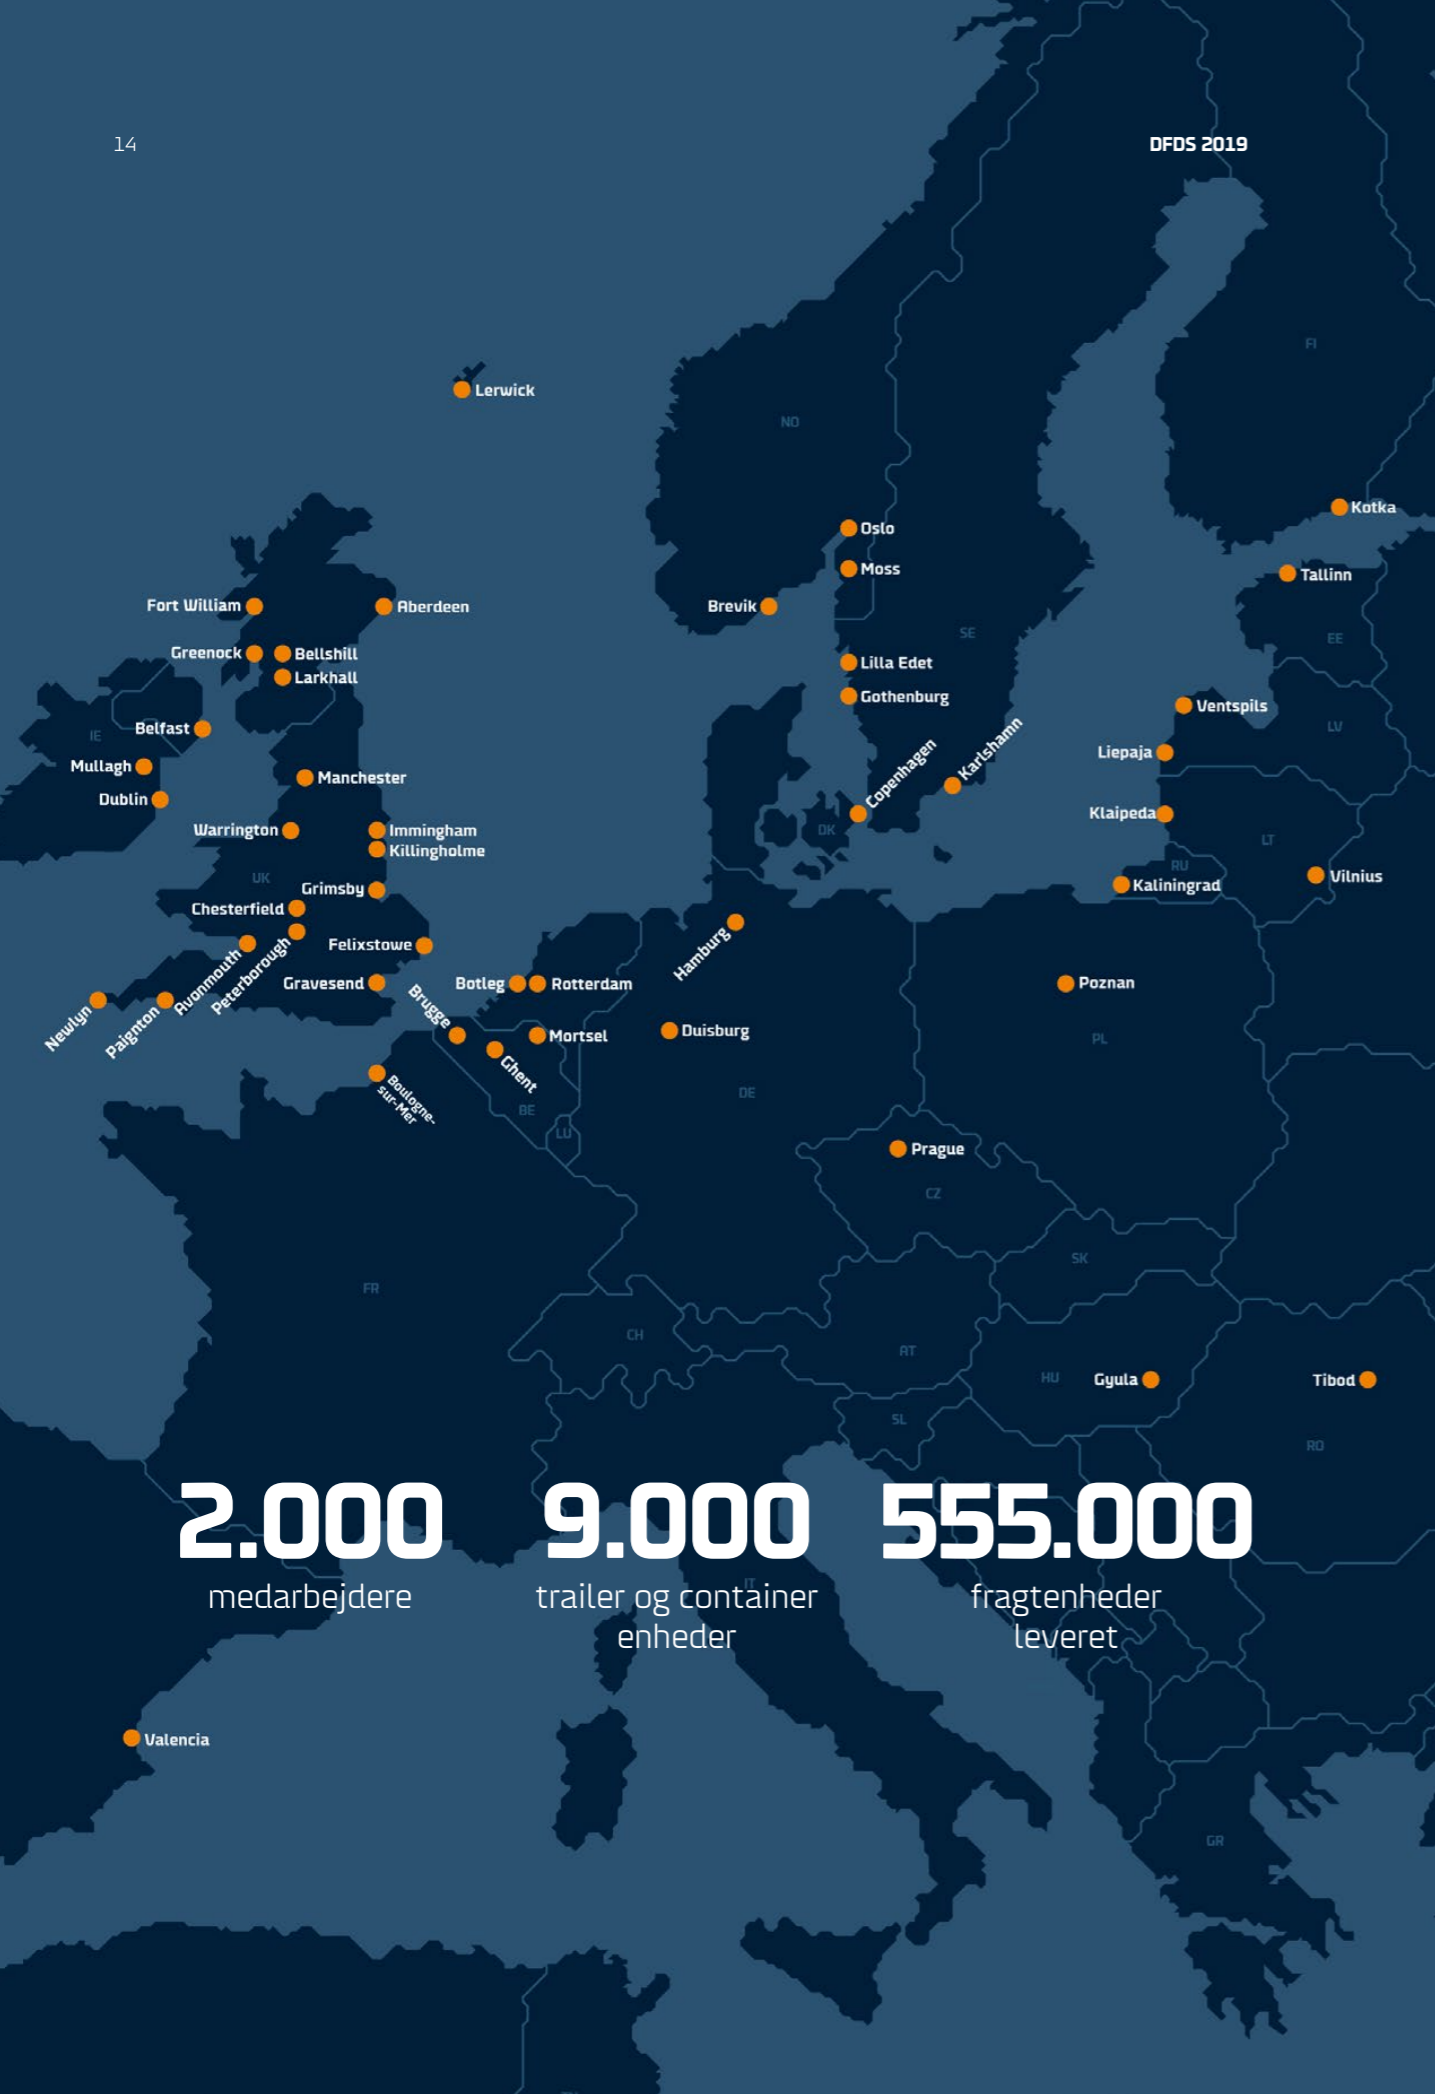 14
DFDS 2019
FI
Lerwick
NO
Kotka
Oslo
Moss
Tallinn
Fort William
Aberdeen
Brevik
SE
EE
Greenock
Bellshill
Lilla Edet
Larkhall
Gothenburg
Ventspils
Belfast
IE
LV
Liepaja
Mullagh
Manchester
Copenhagen
Karlshamn
Dublin
Klaipeda
Warrington
Immingham
DK
LT
Killingholme
RU
UK
Grimsby
Kaliningrad
Vilnius
Chesterfield
Felixstowe
Hamburg
Avonmouth
Peterborough
Gravesend
Botleg
Rotterdam
Poznan
Newlyn
Paignton
Brugge
Mortsel
Duisburg
PL
Ghent
Boulogne-
sur-Mer
DE
BE
LU
Prague
CZ
SK
FR
CH
AT
HU
Gyula
Tibod
SL
RO
2.000
medarbejdere
9.000
trailer og container
enheder
555.000
fragtenheder
leveret
IT
Valencia
GR